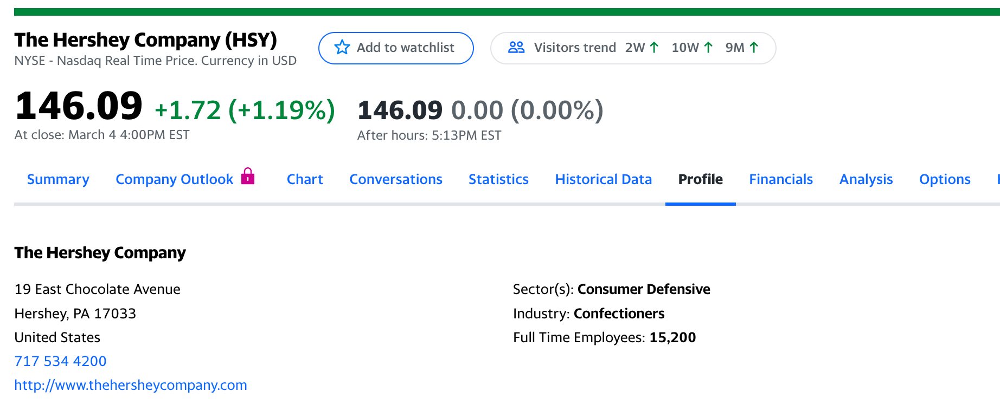 The Hershey Company (HSY)
NYSE - Nasdaq Real Time Price. Currency in USD
Add to watchlist
Visitors trend 2W 10W 9M
146.09 +1.72 (+1.19%)
At close: March 4 4:00PM EST
146.09 0.00 (0.00%)
After hours: 5:13PM EST
Summary Company Outlook Chart Conversations Statistics Historical Data Profile Financials Analysis Options
The Hershey Company
19 East Chocolate Avenue
Hershey, PA 17033
United States
717 534 4200
http://www.thehersheycompany.com
Sector(s): Consumer Defensive
Industry: Confectioners
Full Time Employees: 15,200